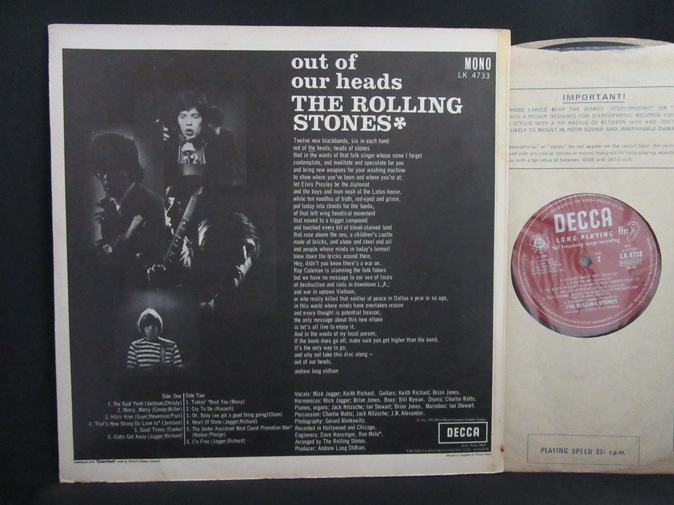 out of
our heads
THE ROLLING
STONES*
MONO
LK 4733
Twelve new blackbands, six in each hand
out of the heads; heads of stones
that in the words of that folk singer whose name I forget
contemplate, and meditate and speculate for you
and bring new weapons for your washing machine
to show where you've been and where you're at;
let Elvis Presley be the diplomat
and the boys and mum nosh at the Lotus house,
while ten noodles of truth, red-eyed and grimm,
put today into chords for the hords,
of that left wing fanatical movement
that moved to a bigger compound
and touched every bit of blood-stained land
that rose above the sea, a children's castle
made of bricks, and stone and steel and oil
and people whose minds in today's turmoil
blew down the bricks around them.
Hey, didn't you know there's a war on.
Ray Coleman is slamming the folk fakers
but we have no message to our sea of faces
of destruction and riots in downtown L.A.;
and war in uptown Vietnam,
or who really killed that soldier of peace in Dallas a year or so ago,
in this world where minds have overtaken reason
and every thought is potential treason,
the only message about this new ellpee
is let's all live to enjoy it.
And in the words of my local parson,
If the bomb does go off, make sure you get higher than the bomb.
It's the only way to go,
and why not take this disc along —
out of our heads.
andrew loog oldham
Side One
1. She Said Yeah (Jackson;Christy)
2. Mercy, Mercy (Covay;Miller)
3. Hitch Hike (Gaye;Stevenson;Paul)
4. That's How Strong My Love Is* (Jamison)
5. Good Times (Cooke)
6. Gotta Get Away (Jagger;Richard)
Side Two
1. Talkin' 'Bout You (Berry)
2. Cry To Me (Russell)
3. Oh, Baby (we got a good thing going) (Ozen)
4. Heart Of Stone (Jagger;Richard)
5. The Under Assistant West Coast Promotion Man*
(Nanker;Phelge)
6. I'm Free (Jagger;Richard)
Vocals: Mick Jagger; Keith Richard. Guitars: Keith Richard; Brian Jones.
Harmonicas: Mick Jagger; Brian Jones. Bass: Bill Wyman. Drums: Charlie Watts.
Pianos, organs: Jack Nitzsche; Ian Stewart; Brian Jones. Marimbas: Ian Stewart.
Percussion: Charlie Watts; Jack Nitzsche; J.W. Alexander.
Photography: Gered Mankowitz.
Recorded in Hollywood and Chicago.
Engineers: Dave Hassinger, Ron Malo*.
Arranged by The Rolling Stones.
Producer: Andrew Loog Oldham.
DECCA
IMPORTANT!
DECCA
LONG PLAYING
full frequency range recording
2
LK.4733
THE ROLLING STONES
PLAYING SPEED 33⅓ r.p.m.